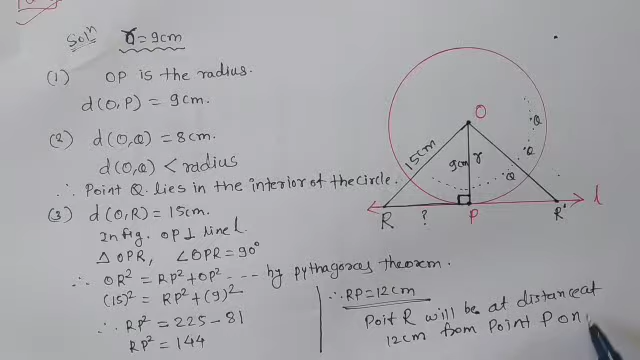 Solⁿ r = 9cm
(1) OP is the radius.
d(O,P) = 9cm.
(2) d(O,Q) = 8cm.
d(O,Q) < radius
∴ Point Q. lies in the interior of the circle.
(3) d(O,R) = 15cm.
In fig. OP ⊥ line l.
△ OPR, ∠OPR = 90°
∴ OR² = RP² + OP² ---- by pythagores theorem.
(15)² = RP² + (9)²
∴ RP² = 225 - 81
RP² = 144
∴ RP = 12cm
Poit R will be at distance at
12cm from Point P on
O
15cm
9cm r
Q
Q
Q
R ? P R' l